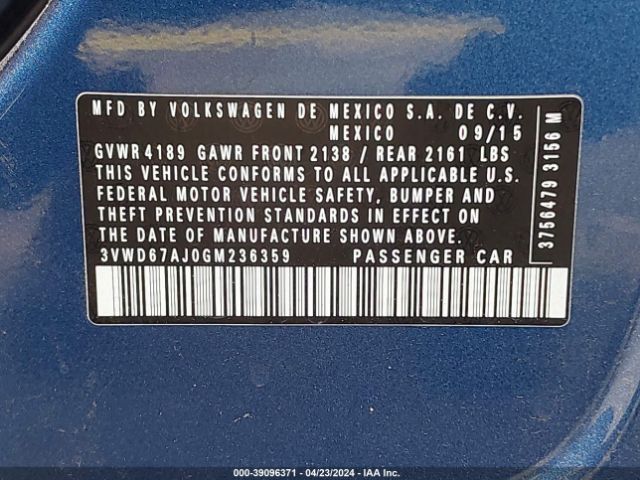 MFD BY VOLKSWAGEN DE MEXICO S.A. DE C.V.
MEXICO 09/15
GVWR 4189 GAWR FRONT 2138 / REAR 2161 LBS
THIS VEHICLE CONFORMS TO ALL APPLICABLE U.S.
FEDERAL MOTOR VEHICLE SAFETY, BUMPER AND
THEFT PREVENTION STANDARDS IN EFFECT ON
THE DATE OF MANUFACTURE SHOWN ABOVE.
3VWD67AJ0GM236359 PASSENGER CAR
3756479 3156 M
000-39096371 | 04/23/2024 | IAA Inc.